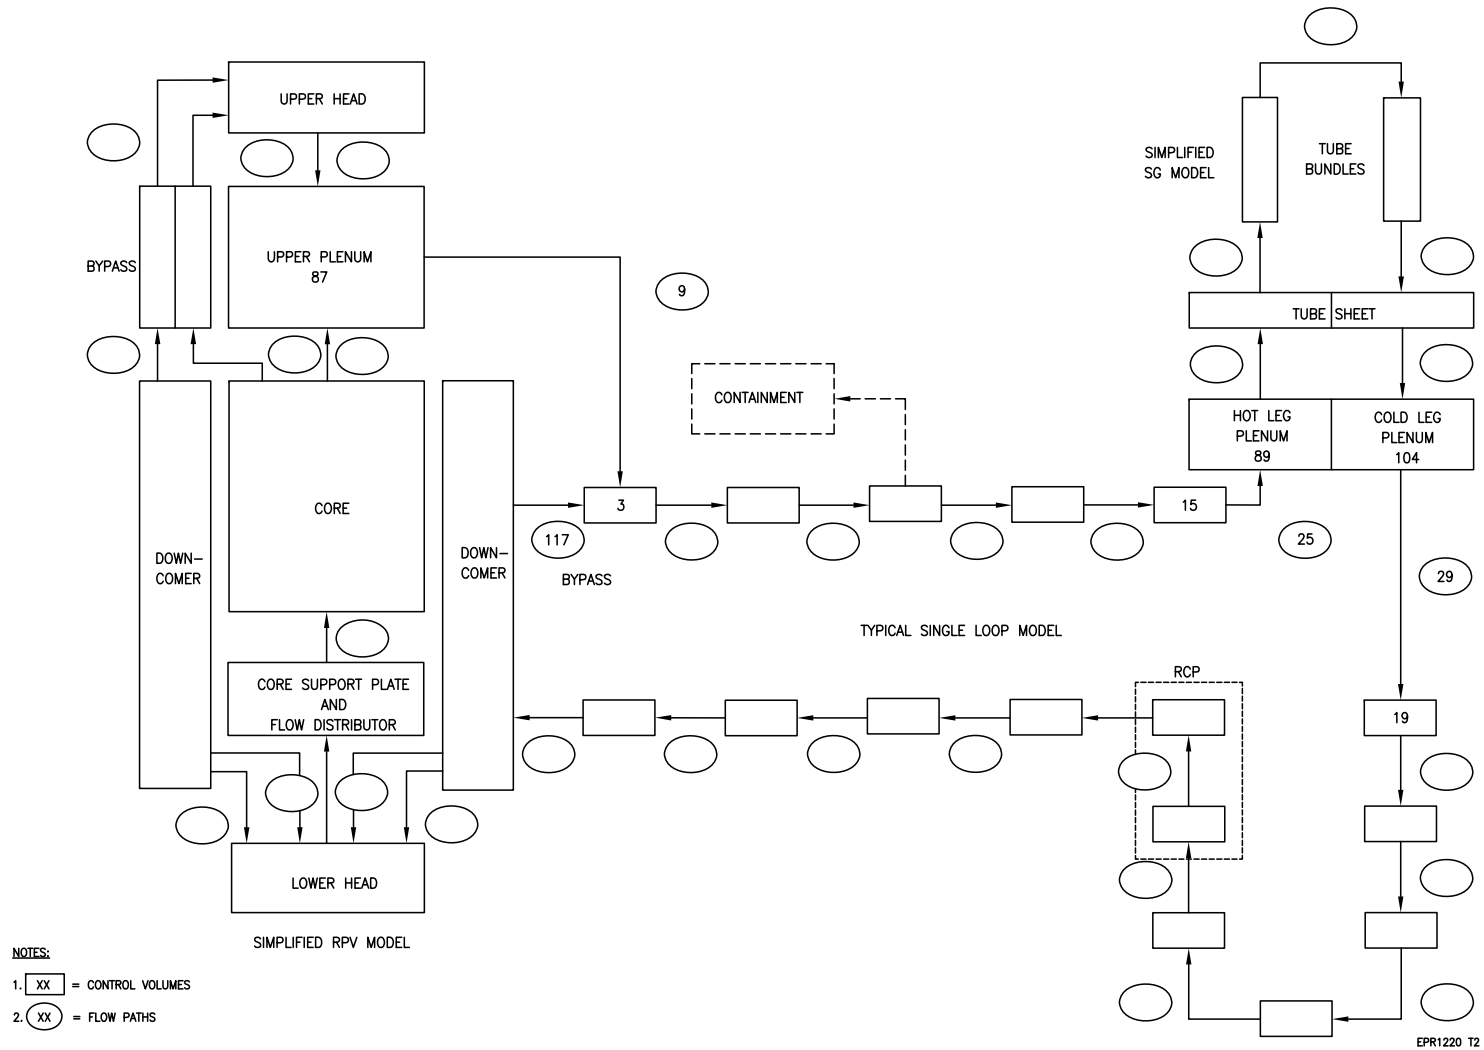 UPPER HEAD
SIMPLIFIED
SG MODEL
TUBE
BUNDLES
BYPASS
UPPER PLENUM
87
9
TUBE SHEET
CONTAINMENT
HOT LEG
PLENUM
89
COLD LEG
PLENUM
104
CORE
3
15
DOWN-
COMER
DOWN-
COMER
117
BYPASS
25
29
TYPICAL SINGLE LOOP MODEL
CORE SUPPORT PLATE
AND
FLOW DISTRIBUTOR
RCP
19
LOWER HEAD
SIMPLIFIED RPV MODEL
NOTES:
1. XX = CONTROL VOLUMES
2. XX = FLOW PATHS
EPR1220 T2